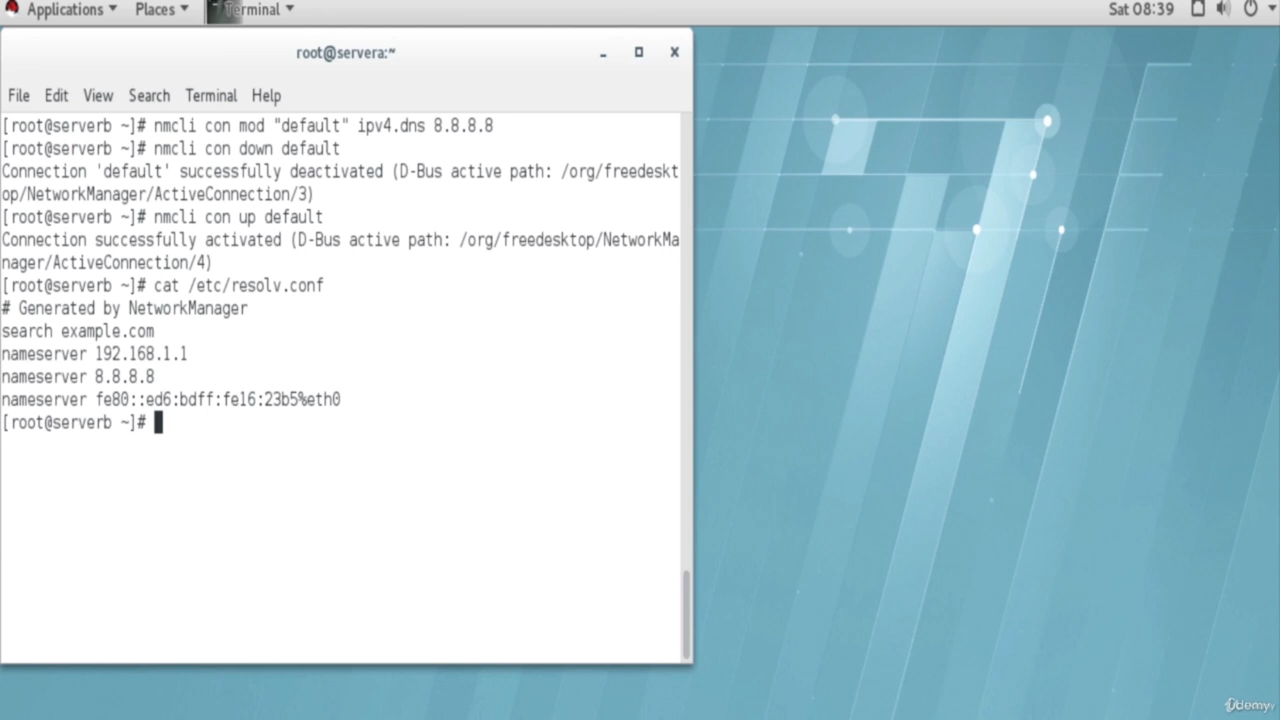 Applications Places Terminal Sat 08:39
root@servera:~
File Edit View Search Terminal Help
[root@serverb ~]# nmcli con mod "default" ipv4.dns 8.8.8.8
[root@serverb ~]# nmcli con down default
Connection 'default' successfully deactivated (D-Bus active path: /org/freedeskt
op/NetworkManager/ActiveConnection/3)
[root@serverb ~]# nmcli con up default
Connection successfully activated (D-Bus active path: /org/freedesktop/NetworkMa
nager/ActiveConnection/4)
[root@serverb ~]# cat /etc/resolv.conf
# Generated by NetworkManager
search example.com
nameserver 192.168.1.1
nameserver 8.8.8.8
nameserver fe80::ed6:bdff:fe16:23b5%eth0
[root@serverb ~]#
Udemy